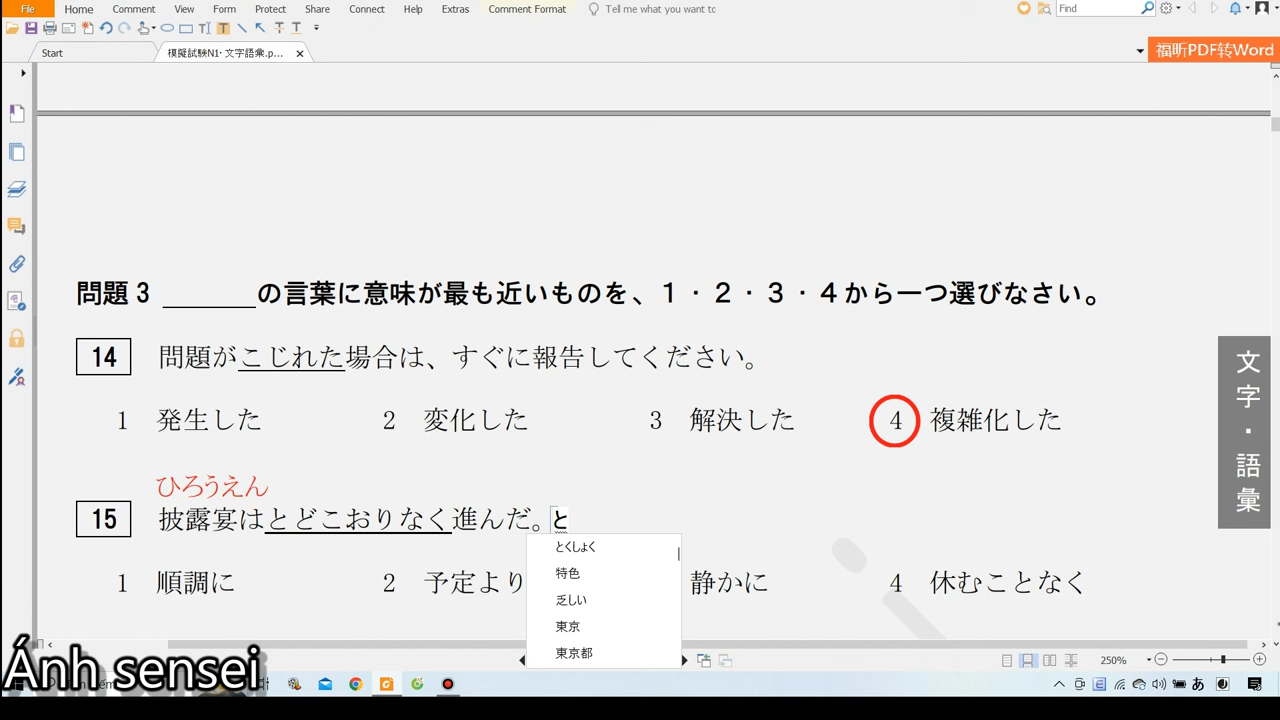 File Home Comment View Form Protect Share Connect Help Extras Comment Format Tell me what you want to Find
Start 模擬試験N1・文字語彙.p...
福昕PDF转Word
問題3 ______の言葉に意味が最も近いものを、1・2・3・4から一つ選びなさい。
14 問題がこじれた場合は、すぐに報告してください。
1 発生した 2 変化した 3 解決した 4 複雑化した
ひろうえん
15 披露宴はとどこおりなく進んだ。と
とくしょく
特色
乏しい
東京
東京都
1 順調に 2 予定より 静かに 4 休むことなく
文字・語彙
250%
Ánh sensei
あ